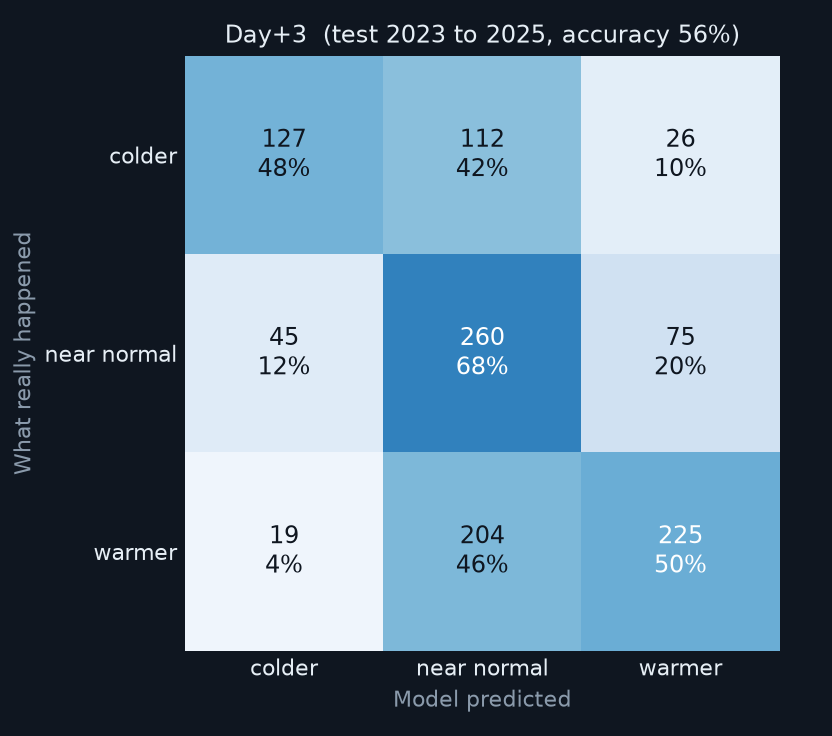 Day+3  (test 2023 to 2025, accuracy 56%)
What really happened
colder
127
48%
112
42%
26
10%
near normal
45
12%
260
68%
75
20%
warmer
19
4%
204
46%
225
50%
colder
near normal
warmer
Model predicted